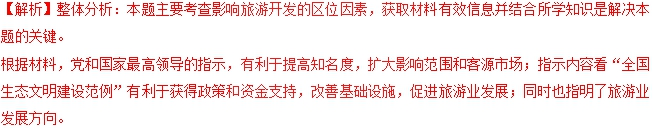 【解析】整体分析：本题主要考查影响旅游开发的区位因素，获取材料有效信息并结合所学知识是解决本
题的关键。
根据材料，党和国家最高领导的指示，有利于提高知名度，扩大影响范围和客源市场；指示内容看“全国
生态文明建设范例”有利于获得政策和资金支持，改善基础设施，促进旅游业发展；同时也指明了旅游业
发展方向。